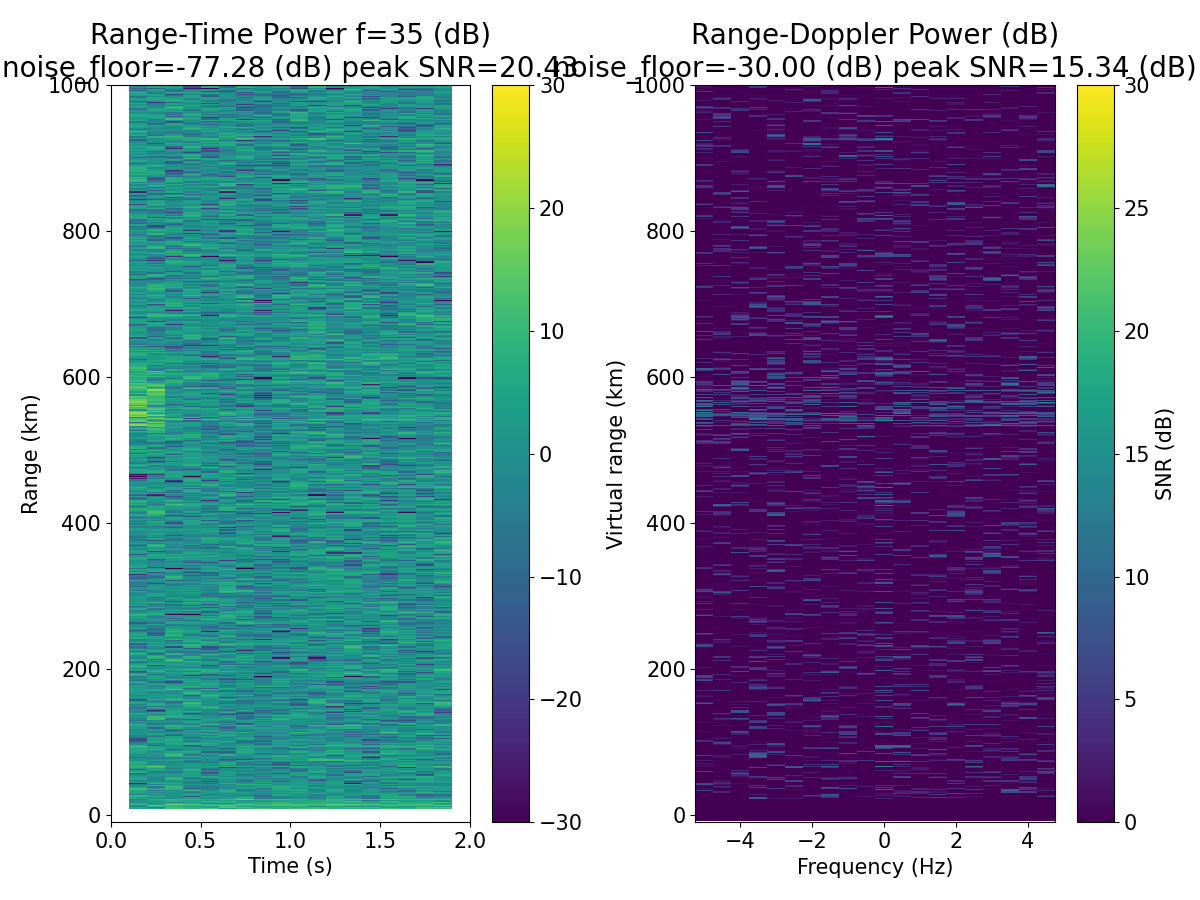 Range-Time Power f=35 (dB)
noise_floor=-77.28 (dB) peak SNR=20.43
Range-Doppler Power (dB)
noise_floor=-30.00 (dB) peak SNR=15.34 (dB)
1000
800
600
400
200
0
Range (km)
0.0 0.5 1.0 1.5 2.0
Time (s)
30
20
10
0
−10
−20
−30
1000
800
600
400
200
0
Virtual range (km)
−4 −2 0 2 4
Frequency (Hz)
30
25
20
15
10
5
0
SNR (dB)